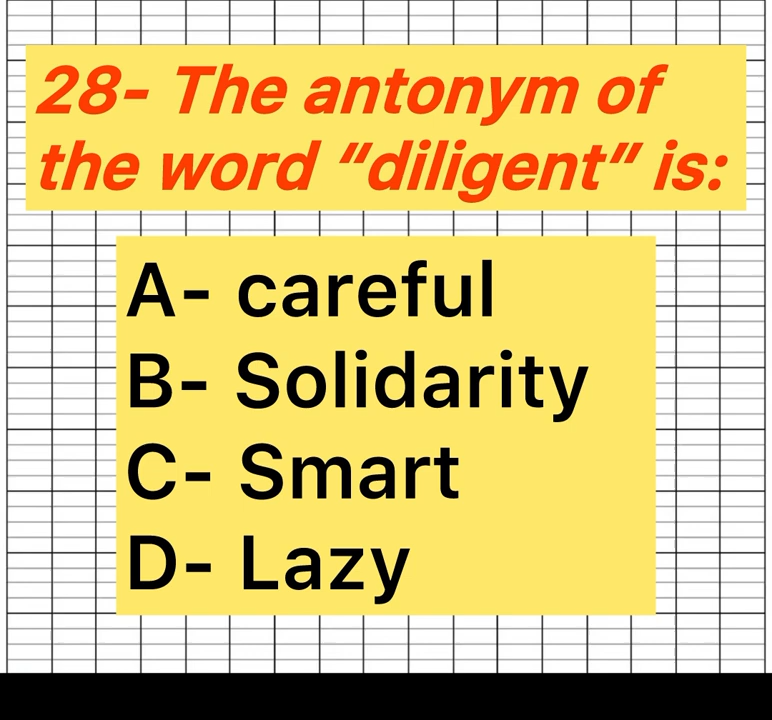 28- The antonym of
the word “diligent” is:
A- careful
B- Solidarity
C- Smart
D- Lazy